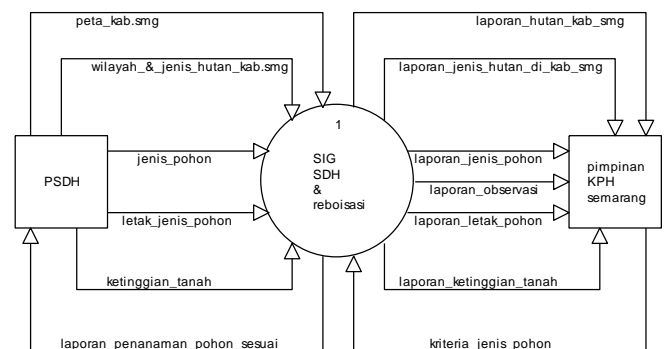 peta_kab.smg
laporan_hutan_kab_smg
wilayah_&_jenis_hutan_kab.smg
laporan_jenis_hutan_di_kab_smg
1
jenis_pohon
SIG
SDH
&
reboisasi
laporan_jenis_pohon
PSDH
pimpinan
KPH
semarang
laporan_observasi
letak_jenis_pohon
laporan_letak_pohon
ketinggian_tanah
laporan_ketinggian_tanah
laporan_penanaman_pohon_sesuai
kriteria_jenis_pohon